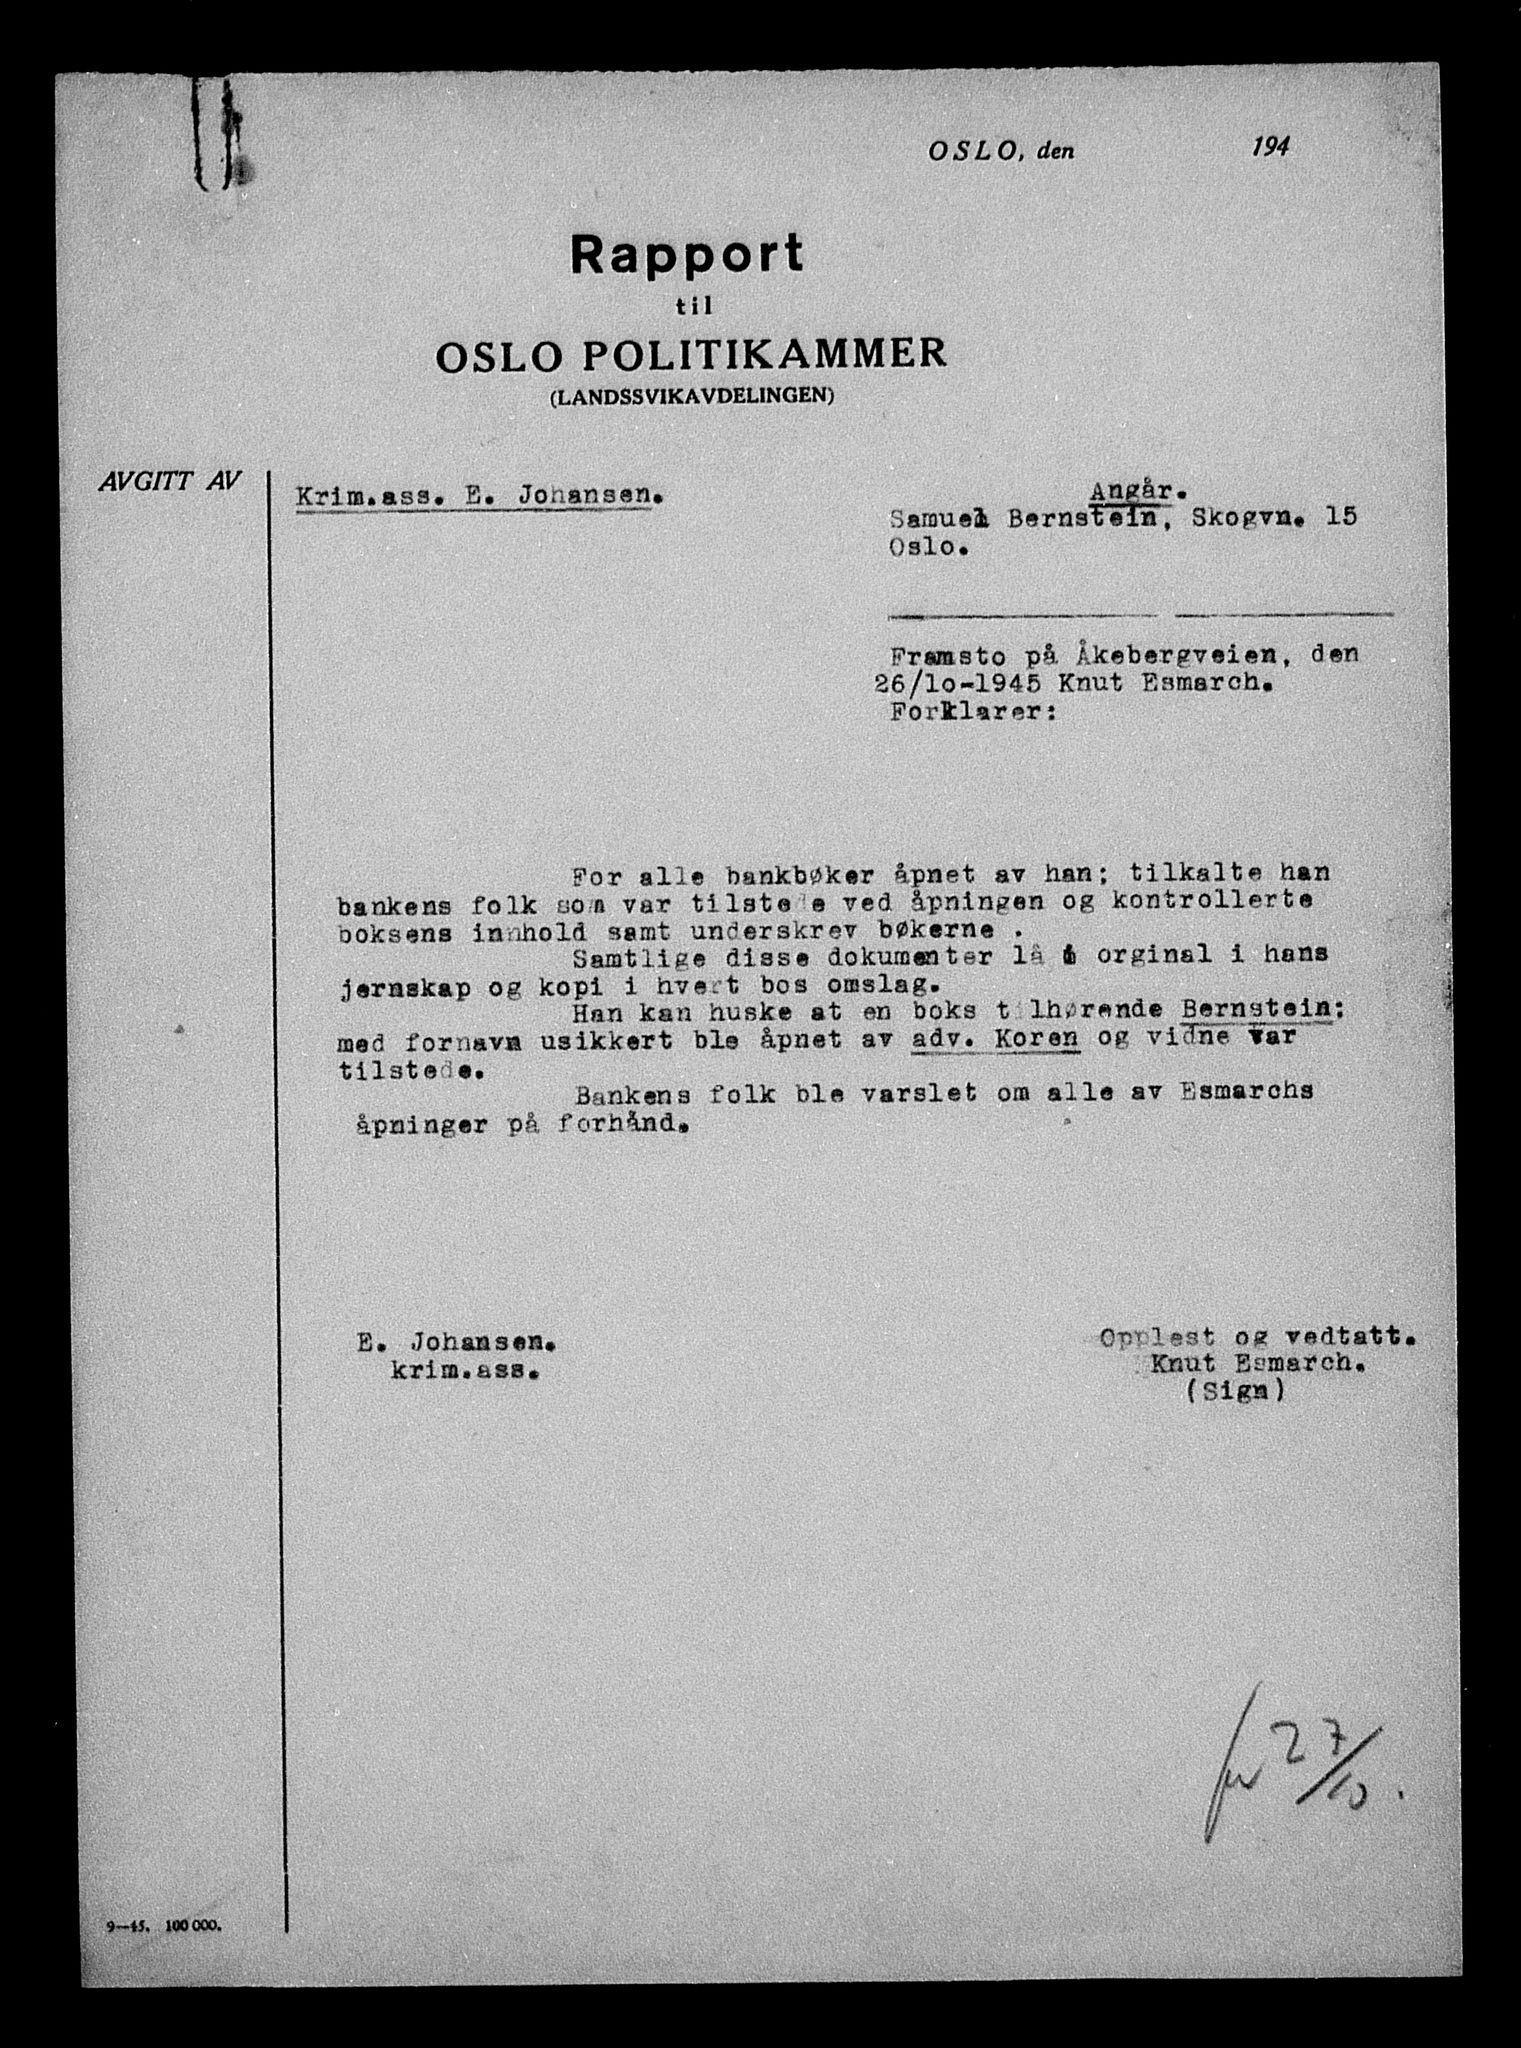 OSLO, den 194
Rapport
til
OSLO POLITIKAMMER
(LANDSSVIKAVDELINGEN)
AVGITT AV
Krim.ass. E. Johansen.
Angår.
Samuel Bernstein, Skogvn. 15
Oslo.
Framsto på Åkebergveien, den
26/10-1945 Knut Esmarch.
Forklarer:
For alle bankbøker åpnet av han; tilkalte han
bankens folk som var tilstede ved åpningen og kontrollerte
boksens innhold samt underskrev bøkerne .
Samtlige disse dokumenter lå i orginal i hans
jernskap og kopi i hvert bos omslag.
Han kan huske at en boks tilhørende Bernstein;
med fornavn usikkert ble åpnet av adv. Koren og vidne var
tilstede.
Bankens folk ble varslet om alle av Esmarchs
åpninger på forhånd.
E. Johansen.
krim.ass.
Opplest og vedtatt.
Knut Esmarch.
(Sign)
27/10.
9—45. 100 000.